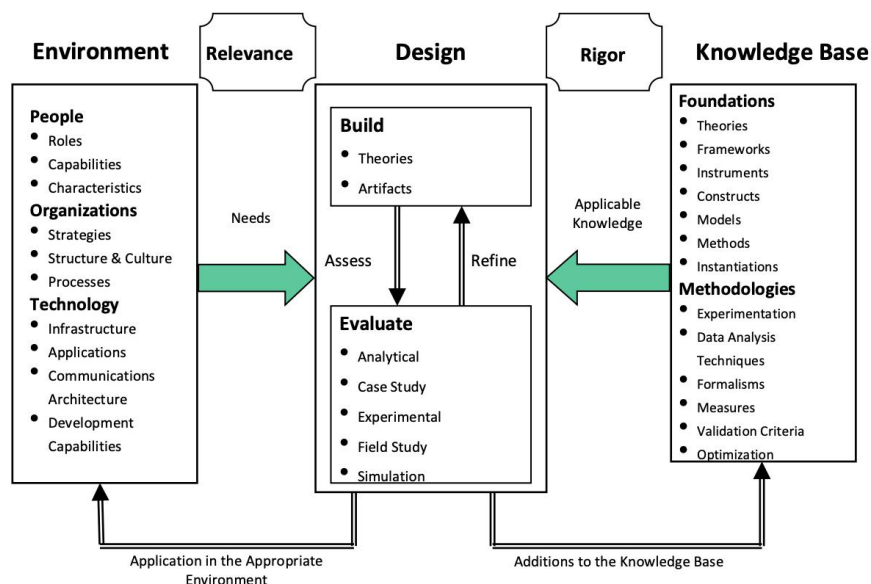 Environment
Relevance
Design
Rigor
Knowledge Base
People
• Roles
• Capabilities
• Characteristics
Organizations
• Strategies
• Structure & Culture
• Processes
Technology
• Infrastructure
• Applications
• Communications
Architecture
• Development
Capabilities
Needs
Build
• Theories
• Artifacts
Assess
Refine
Evaluate
• Analytical
• Case Study
• Experimental
• Field Study
• Simulation
Applicable
Knowledge
Foundations
• Theories
• Frameworks
• Instruments
• Constructs
• Models
• Methods
• Instantiations
Methodologies
• Experimentation
• Data Analysis
Techniques
• Formalisms
• Measures
• Validation Criteria
• Optimization
Application in the Appropriate
Environment
Additions to the Knowledge Base